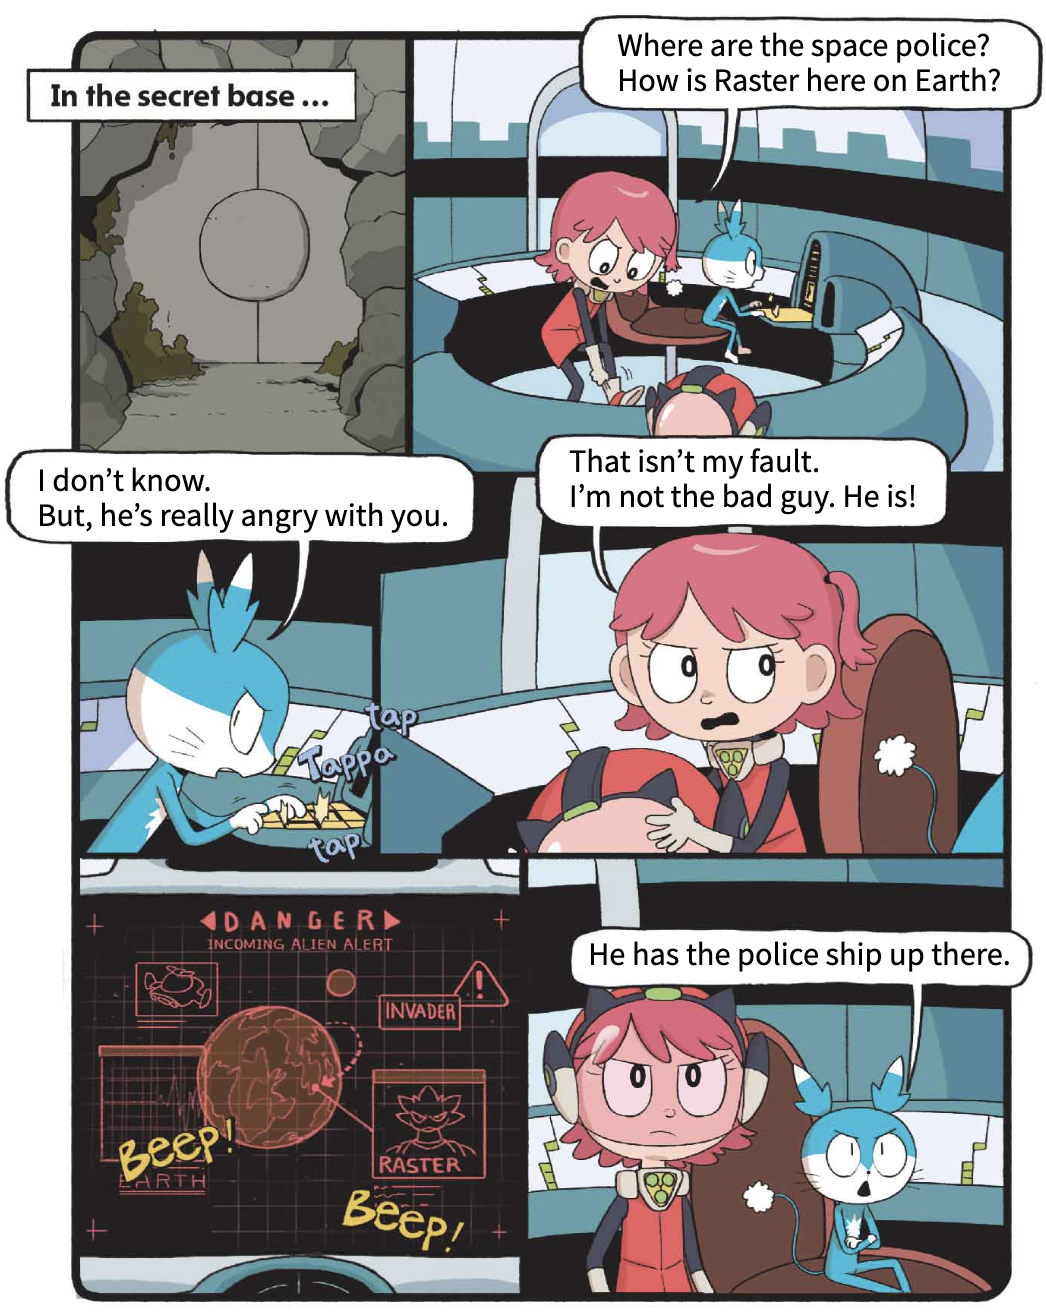 In the secret base ...
Where are the space police?
How is Raster here on Earth?
I don't know.
But, he's really angry with you.
That isn't my fault.
I'm not the bad guy. He is!
tap
Tappa
tap
DANGER
INCOMING ALIEN ALERT
INVADER
!
RASTER
BEEP!
EARTH
BEEP!
He has the police ship up there.